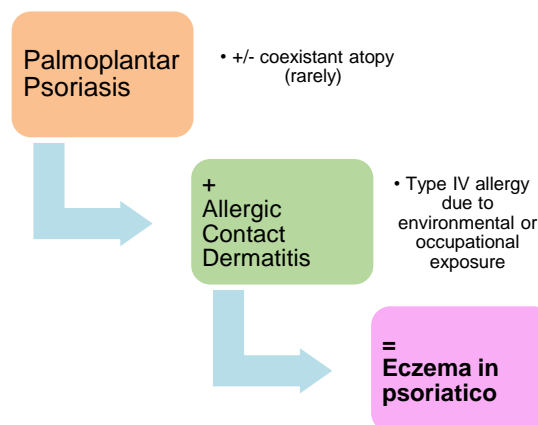 Palmoplantar
Psoriasis
• +/- coexistant atopy
(rarely)
+
Allergic
Contact
Dermatitis
• Type IV allergy
due to
environmental or
occupational
exposure
=
Eczema in
psoriatico